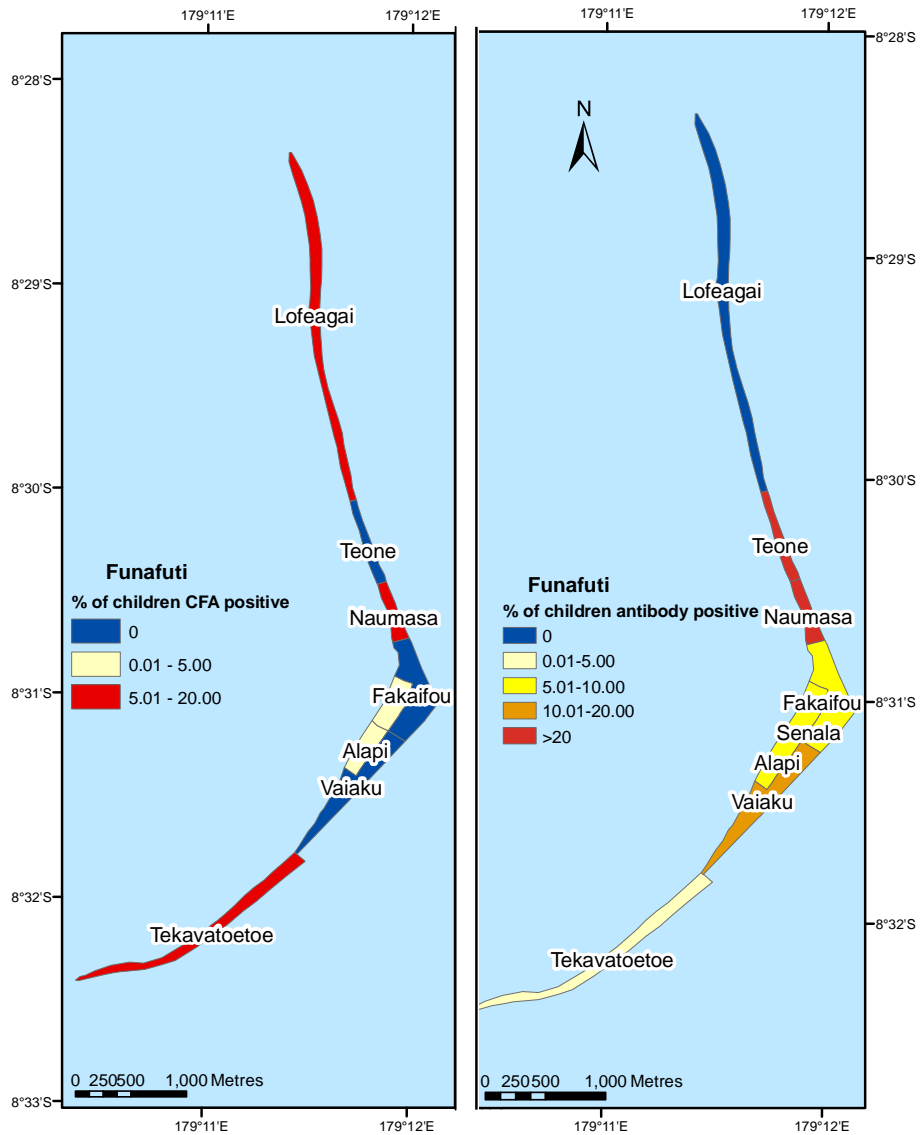 179°11'E 179°12'E
8°28'S
8°29'S
8°30'S
8°31'S
8°32'S
8°33'S
Lofeagai
Teone
Naumasa
Fakaifou
Alapi
Vaiaku
Tekavatoetoe
Funafuti
% of children CFA positive
0
0.01 - 5.00
5.01 - 20.00
0 250500 1,000 Metres
179°11'E 179°12'E
179°11'E 179°12'E
N
8°28'S
8°29'S
8°30'S
8°31'S
8°32'S
Lofeagai
Teone
Naumasa
Fakaifou
Senala
Alapi
Vaiaku
Tekavatoetoe
Funafuti
% of children antibody positive
0
0.01-5.00
5.01-10.00
10.01-20.00
>20
0 250500 1,000 Metres
179°11'E 179°12'E